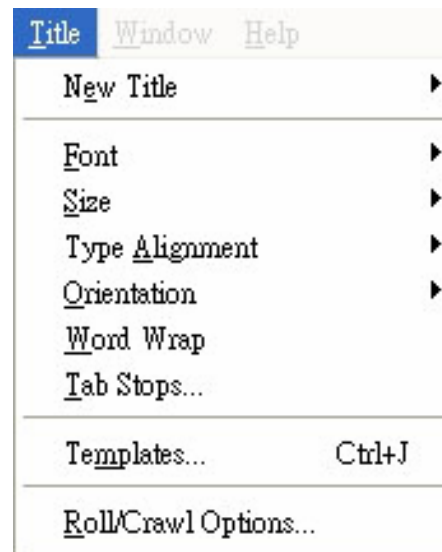 Title Window Help
New Title
Font
Size
Type Alignment
Orientation
Word Wrap
Tab Stops...
Templates... Ctrl+J
Roll/Crawl Options...